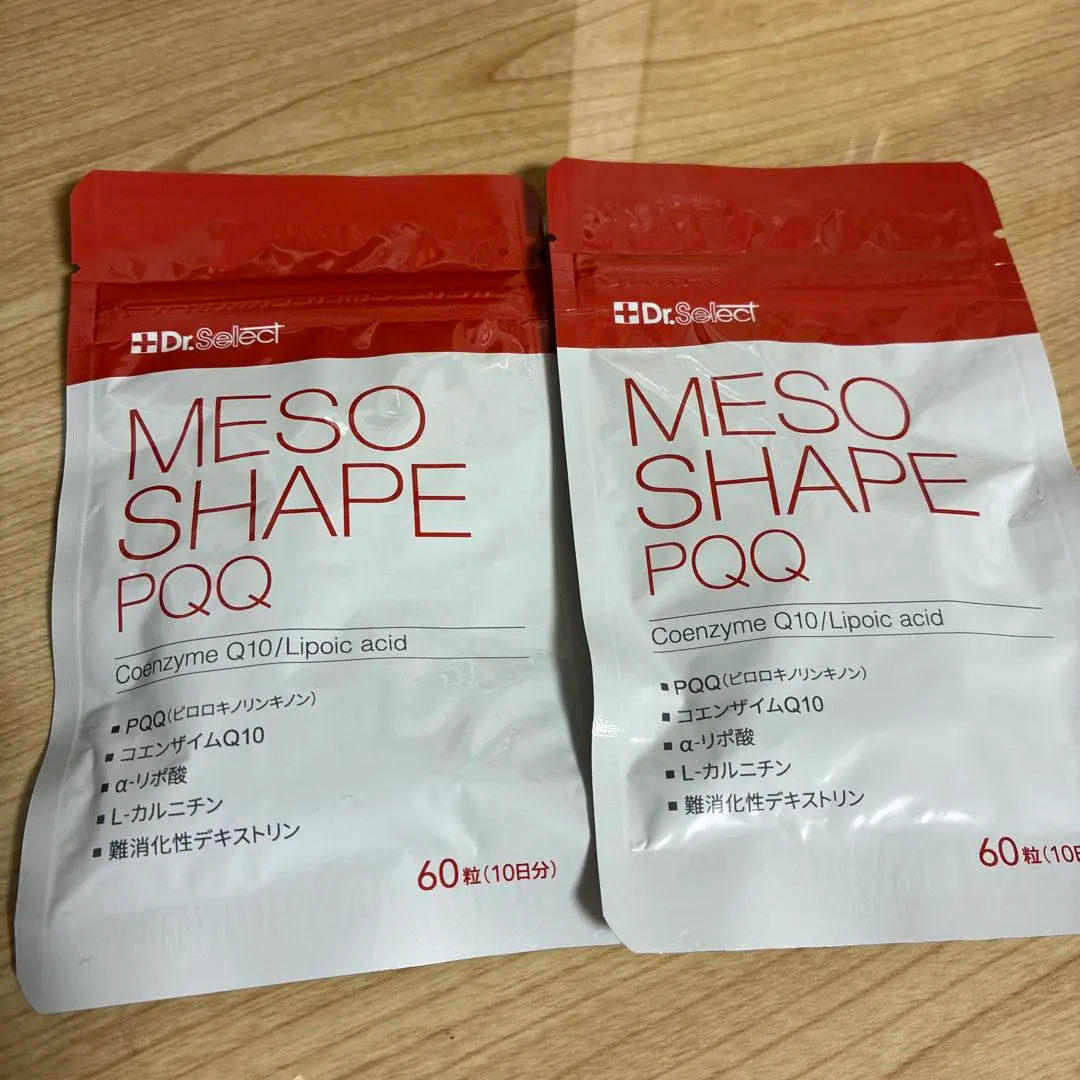 Dr.Select
MESO
SHAPE
PQQ
Coenzyme Q10/Lipoic acid
▪ PQQ(ピロロキノリンキノン)
▪ コエンザイムQ10
▪ α-リポ酸
▪ L-カルニチン
▪ 難消化性デキストリン
60粒(10日分)
Dr.Select
MESO
SHAPE
PQQ
Coenzyme Q10/Lipoic acid
▪ PQQ(ピロロキノリンキノン)
▪ コエンザイムQ10
▪ α-リポ酸
▪ L-カルニチン
▪ 難消化性デキストリン
60粒(10日